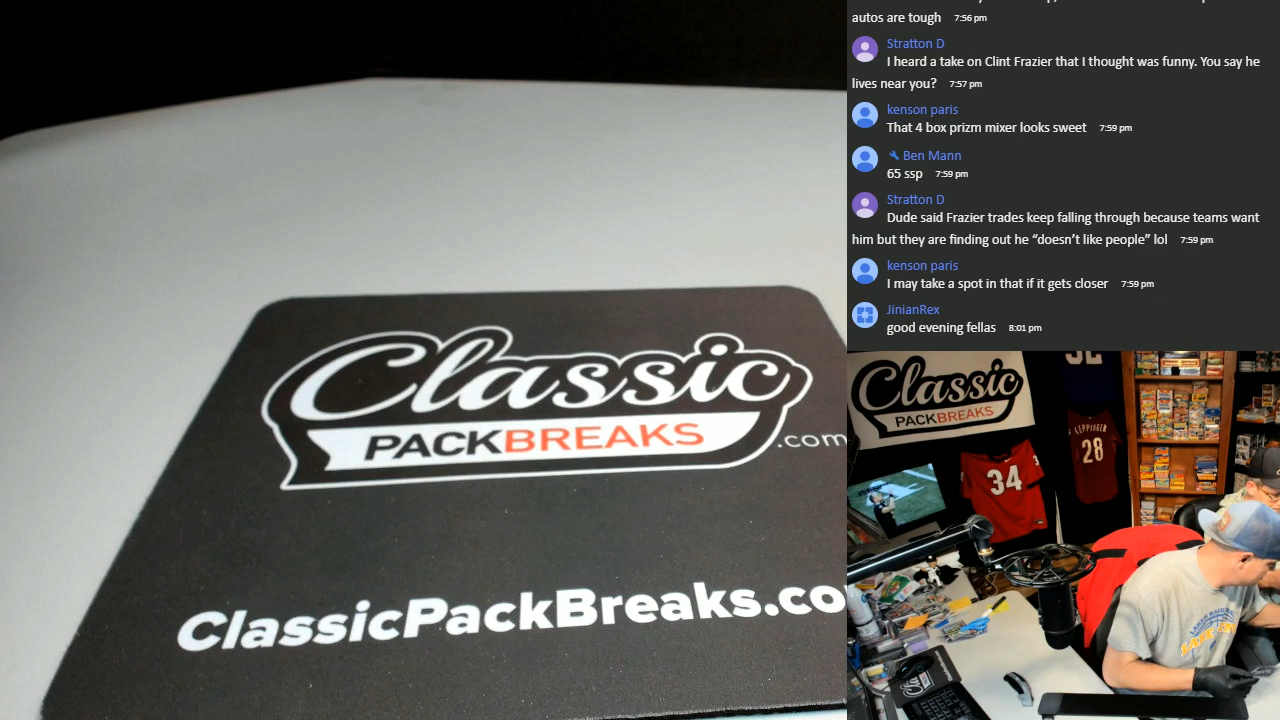 autos are tough 7:56 pm
Stratton D
I heard a take on Clint Frazier that I thought was funny. You say he
lives near you? 7:57 pm
kenson paris
That 4 box prizm mixer looks sweet 7:59 pm
Ben Mann
65 ssp 7:59 pm
Stratton D
Dude said Frazier trades keep falling through because teams want
him but they are finding out he “doesn’t like people” lol 7:59 pm
kenson paris
I may take a spot in that if it gets closer 7:59 pm
JinianRex
good evening fellas 8:01 pm
Classic
PACKBREAKS
.com
ClassicPackBreaks.co
Classic
PACKBREAKS
34
LEPPINGER
28